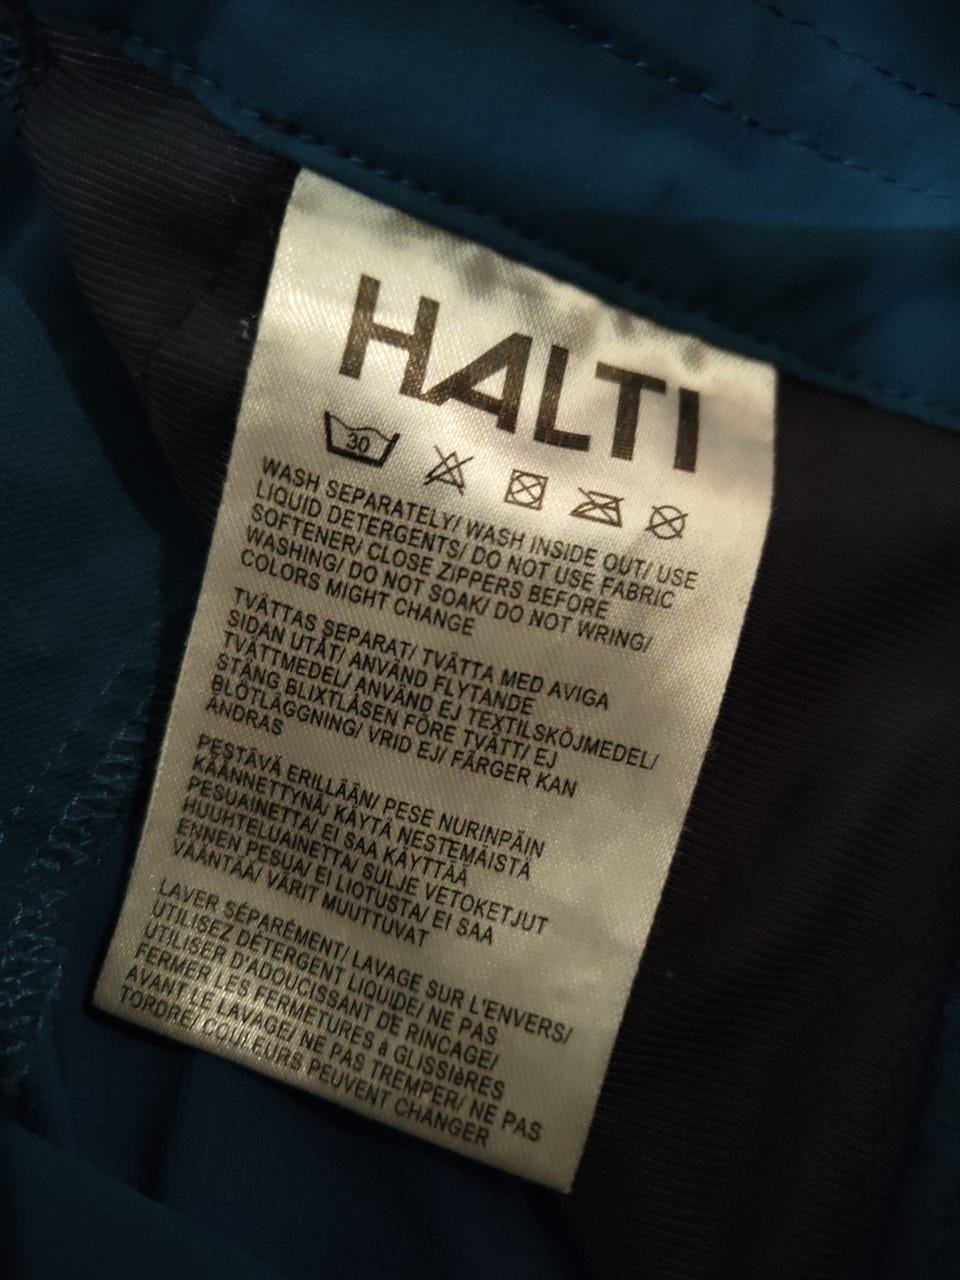 HALTI
30
WASH SEPARATELY/ WASH INSIDE OUT/ USE
LIQUID DETERGENTS/ DO NOT USE FABRIC
SOFTENER/ CLOSE ZIPPERS BEFORE
WASHING/ DO NOT SOAK/ DO NOT WRING/
COLORS MIGHT CHANGE
TVÄTTAS SEPARAT/ TVÄTTA MED AVIGA
SIDAN UTÅT/ ANVÄND FLYTANDE
TVÄTTMEDEL/ ANVÄND EJ TEXTILSKÖJMEDEL/
STÄNG BLIXTLÅSEN FÖRE TVÄTT/ EJ
BLÖTLÄGGNING/ VRID EJ/ FÄRGER KAN
ÄNDRAS
PESTÄVÄ ERILLÄÄN/ PESE NURINPÄIN
KÄÄNNETTYNÄ/ KÄYTÄ NESTEMÄISTÄ
PESUAINETTA/ EI SAA KÄYTTÄÄ
HUUHTELUAINETTA/ SULJE VETOKETJUT
ENNEN PESUA/ EI LIOTUSTA/ EI SAA
VÄÄNTÄÄ/ VÄRIT MUUTTUVAT
LAVER SÉPARÉMENT/ LAVAGE SUR L'ENVERS/
UTILISEZ DÉTERGENT LIQUIDE/ NE PAS
UTILISER D'ADOUCISSANT DE RINCAGE/
FERMER LES FERMETURES à GLISSIèRES
AVANT LE LAVAGE/ NE PAS TREMPER/ NE PAS
TORDRE/ COULEURS PEUVENT CHANGER